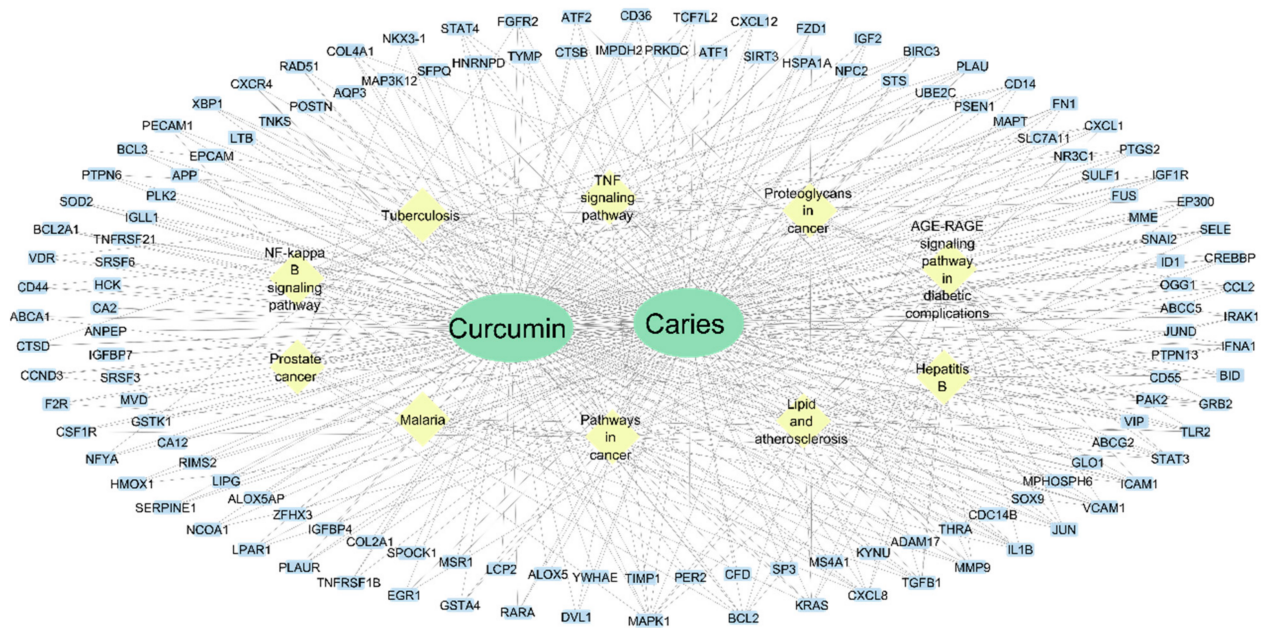 STAT4
FGFR2
ATF2
CD36
TCF7L2
CXCL12
FZD1
IGF2
BIRC3
PLAU
CD14
FN1
CXCL1
PTGS2
IGF1R
EP300
SELE
CREBBP
CCL2
IRAK1
IFNA1
BID
GRB2
TLR2
STAT3
ICAM1
VCAM1
JUN
IL1B
MMP9
TGFB1
CXCL8
KRAS
BCL2
MAPK1
DVL1
RARA
GSTA4
EGR1
TNFRSF1B
PLAUR
LPAR1
NCOA1
SERPINE1
HMOX1
NFYA
CSF1R
F2R
CCND3
CTSD
ABCA1
CD44
VDR
BCL2A1
SOD2
PTPN6
BCL3
PECAM1
XBP1
CXCR4
RAD51
COL4A1
NKX3-1
HNRNPD
TYMP
CTSB
IMPDH2
PRKDC
ATF1
SIRT3
HSPA1A
NPC2
STS
UBE2C
PSEN1
MAPT
SLC7A11
NR3C1
SULF1
FUS
MME
SNAI2
ID1
OGG1
ABCC5
JUND
PTPN13
CD55
PAK2
VIP
ABCG2
GLO1
MPHOSPH6
SOX9
CDC14B
THRA
ADAM17
KYNU
MS4A1
SP3
CFD
PER2
TIMP1
YWHAE
ALOX5
LCP2
MSR1
SPOCK1
COL2A1
IGFBP4
ZFHX3
ALOX5AP
LIPG
RIMS2
CA12
GSTK1
MVD
SRSF3
IGFBP7
ANPEP
CA2
HCK
SRSF6
TNFRSF21
IGLL1
PLK2
APP
EPCAM
LTB
TNKS
POSTN
AQP3
MAP3K12
SFPQ
Tuberculosis
TNF
signaling
pathway
Proteoglycans
in
cancer
AGE-RAGE
signaling
pathway
in
diabetic
complications
NF-kappa
B
signaling
pathway
Curcumin
Caries
Prostate
cancer
Hepatitis
B
Malaria
Pathways
in
cancer
Lipid
and
atherosclerosis